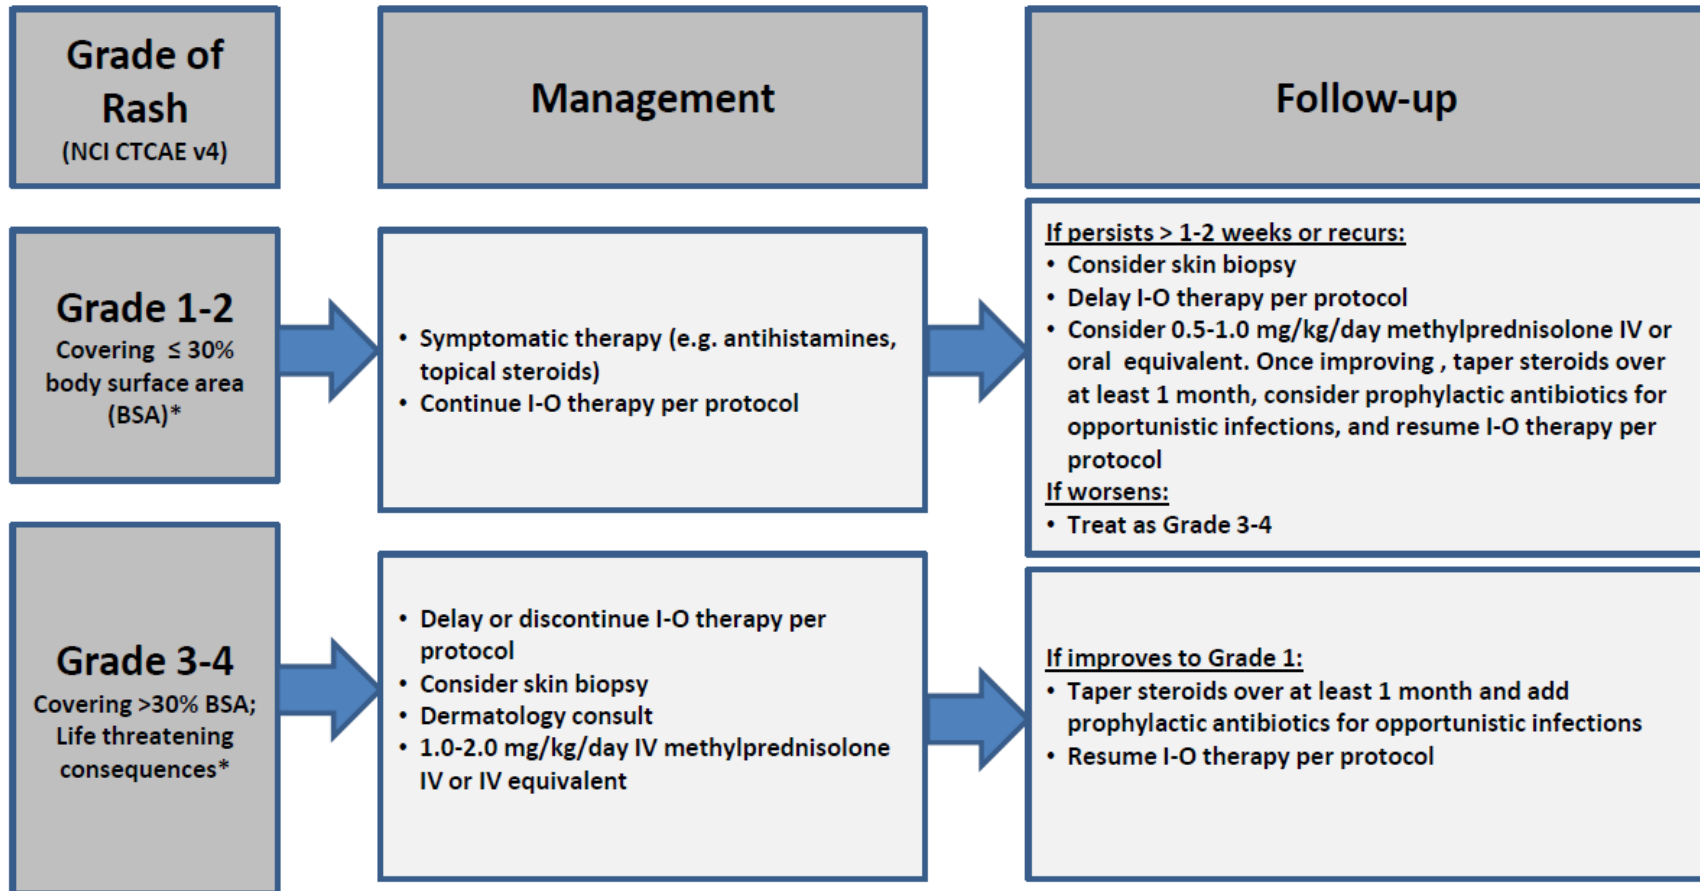 Grade of
Rash
(NCI CTCAE v4)
Management
Follow-up
Grade 1-2
Covering ≤ 30%
body surface area
(BSA)*
• Symptomatic therapy (e.g. antihistamines,
topical steroids)
• Continue I-O therapy per protocol
If persists > 1-2 weeks or recurs:
• Consider skin biopsy
• Delay I-O therapy per protocol
• Consider 0.5-1.0 mg/kg/day methylprednisolone IV or
oral equivalent. Once improving , taper steroids over
at least 1 month, consider prophylactic antibiotics for
opportunistic infections, and resume I-O therapy per
protocol
If worsens:
• Treat as Grade 3-4
Grade 3-4
Covering >30% BSA;
Life threatening
consequences*
• Delay or discontinue I-O therapy per
protocol
• Consider skin biopsy
• Dermatology consult
• 1.0-2.0 mg/kg/day IV methylprednisolone
IV or IV equivalent
If improves to Grade 1:
• Taper steroids over at least 1 month and add
prophylactic antibiotics for opportunistic infections
• Resume I-O therapy per protocol